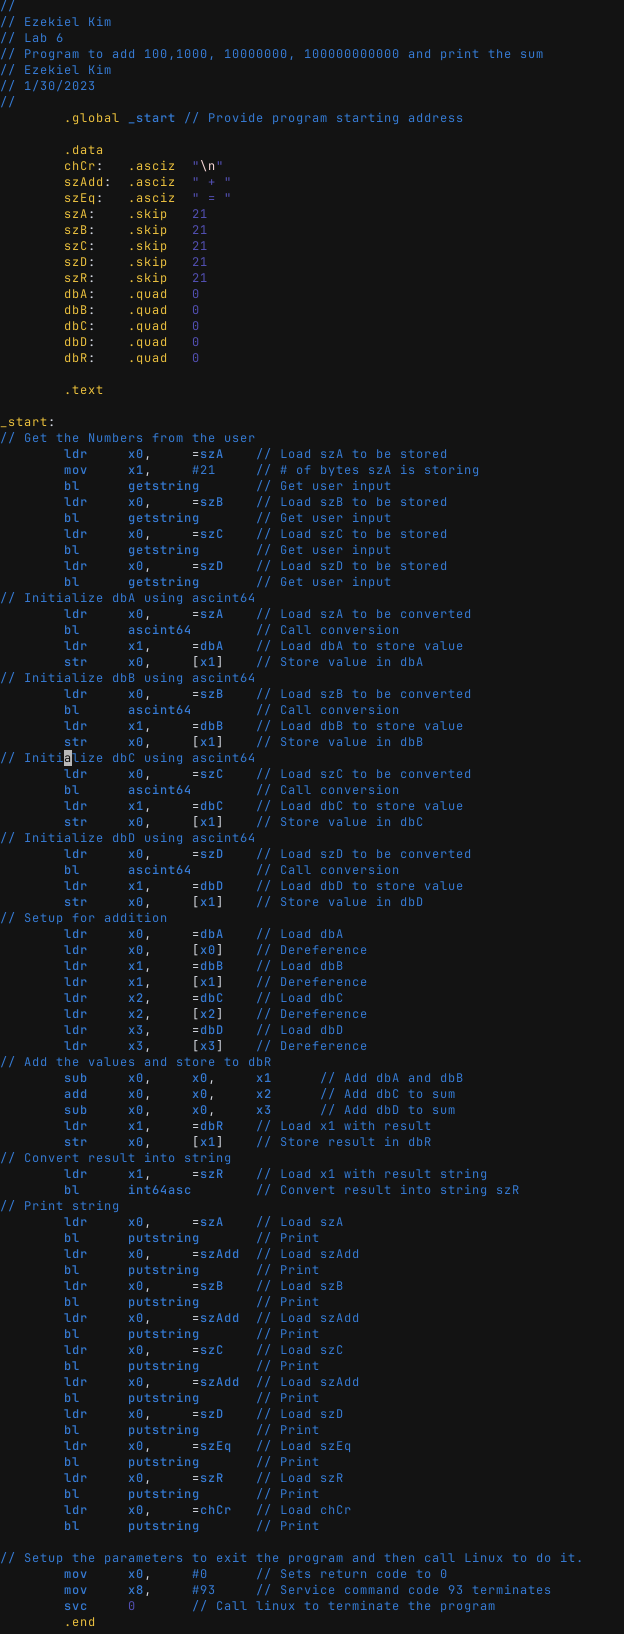 //
// Ezekiel Kim
// Lab 6
// Program to add 100,1000, 10000000, 100000000000 and print the sum
// Ezekiel Kim
// 1/30/2023
//
        .global _start // Provide program starting address

        .data
        chCr:   .asciz  "\n"
        szAdd:  .asciz  " + "
        szEq:   .asciz  " = "
        szA:    .skip   21
        szB:    .skip   21
        szC:    .skip   21
        szD:    .skip   21
        szR:    .skip   21
        dbA:    .quad   0
        dbB:    .quad   0
        dbC:    .quad   0
        dbD:    .quad   0
        dbR:    .quad   0

        .text

_start:
// Get the Numbers from the user
        ldr     x0,     =szA    // Load szA to be stored
        mov     x1,     #21     // # of bytes szA is storing
        bl      getstring       // Get user input
        ldr     x0,     =szB    // Load szB to be stored
        bl      getstring       // Get user input
        ldr     x0,     =szC    // Load szC to be stored
        bl      getstring       // Get user input
        ldr     x0,     =szD    // Load szD to be stored
        bl      getstring       // Get user input
// Initialize dbA using ascint64
        ldr     x0,     =szA    // Load szA to be converted
        bl      ascint64        // Call conversion
        ldr     x1,     =dbA    // Load dbA to store value
        str     x0,     [x1]    // Store value in dbA
// Initialize dbB using ascint64
        ldr     x0,     =szB    // Load szB to be converted
        bl      ascint64        // Call conversion
        ldr     x1,     =dbB    // Load dbB to store value
        str     x0,     [x1]    // Store value in dbB
// Initialize dbC using ascint64
        ldr     x0,     =szC    // Load szC to be converted
        bl      ascint64        // Call conversion
        ldr     x1,     =dbC    // Load dbC to store value
        str     x0,     [x1]    // Store value in dbC
// Initialize dbD using ascint64
        ldr     x0,     =szD    // Load szD to be converted
        bl      ascint64        // Call conversion
        ldr     x1,     =dbD    // Load dbD to store value
        str     x0,     [x1]    // Store value in dbD
// Setup for addition
        ldr     x0,     =dbA    // Load dbA
        ldr     x0,     [x0]    // Dereference
        ldr     x1,     =dbB    // Load dbB
        ldr     x1,     [x1]    // Dereference
        ldr     x2,     =dbC    // Load dbC
        ldr     x2,     [x2]    // Dereference
        ldr     x3,     =dbD    // Load dbD
        ldr     x3,     [x3]    // Dereference
// Add the values and store to dbR
        sub     x0,     x0,     x1      // Add dbA and dbB
        add     x0,     x0,     x2      // Add dbC to sum
        sub     x0,     x0,     x3      // Add dbD to sum
        ldr     x1,     =dbR    // Load x1 with result
        str     x0,     [x1]    // Store result in dbR
// Convert result into string
        ldr     x1,     =szR    // Load x1 with result string
        bl      int64asc        // Convert result into string szR
// Print string
        ldr     x0,     =szA    // Load szA
        bl      putstring       // Print
        ldr     x0,     =szAdd  // Load szAdd
        bl      putstring       // Print
        ldr     x0,     =szB    // Load szB
        bl      putstring       // Print
        ldr     x0,     =szAdd  // Load szAdd
        bl      putstring       // Print
        ldr     x0,     =szC    // Load szC
        bl      putstring       // Print
        ldr     x0,     =szAdd  // Load szAdd
        bl      putstring       // Print
        ldr     x0,     =szD    // Load szD
        bl      putstring       // Print
        ldr     x0,     =szEq   // Load szEq
        bl      putstring       // Print
        ldr     x0,     =szR    // Load szR
        bl      putstring       // Print
        ldr     x0,     =chCr   // Load chCr
        bl      putstring       // Print

// Setup the parameters to exit the program and then call Linux to do it.
        mov     x0,     #0      // Sets return code to 0
        mov     x8,     #93     // Service command code 93 terminates
        svc     0       // Call linux to terminate the program
        .end